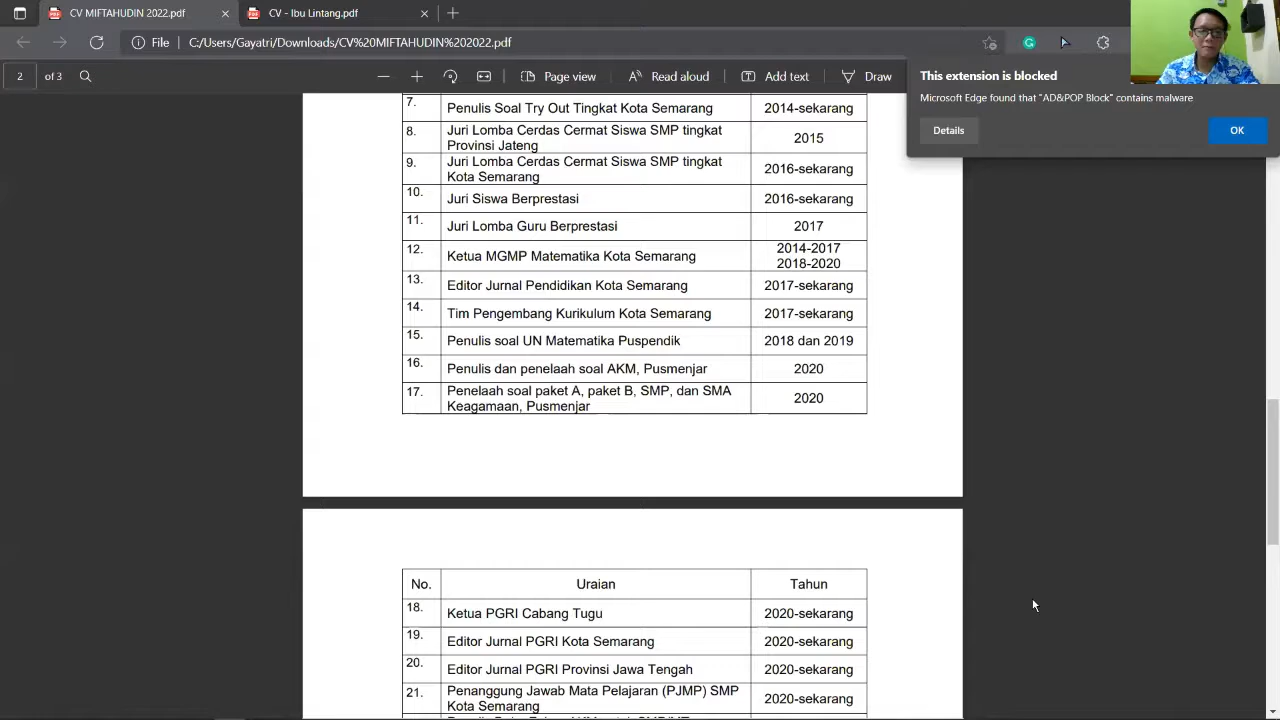 CV MIFTAHUDIN 2022.pdf
CV - Ibu Lintang.pdf
File
C:/Users/Gayatri/Downloads/CV%20MIFTAHUDIN%202022.pdf
2 of 3
Page view
Read aloud
Add text
Draw
This extension is blocked
Microsoft Edge found that "AD&POP Block" contains malware
Details
OK
7. Penulis Soal Try Out Tingkat Kota Semarang 2014-sekarang
8. Juri Lomba Cerdas Cermat Siswa SMP tingkat
Provinsi Jateng 2015
9. Juri Lomba Cerdas Cermat Siswa SMP tingkat
Kota Semarang 2016-sekarang
10. Juri Siswa Berprestasi 2016-sekarang
11. Juri Lomba Guru Berprestasi 2017
12. Ketua MGMP Matematika Kota Semarang 2014-2017
2018-2020
13. Editor Jurnal Pendidikan Kota Semarang 2017-sekarang
14. Tim Pengembang Kurikulum Kota Semarang 2017-sekarang
15. Penulis soal UN Matematika Puspendik 2018 dan 2019
16. Penulis dan penelaah soal AKM, Pusmenjar 2020
17. Penelaah soal paket A, paket B, SMP, dan SMA
Keagamaan, Pusmenjar 2020
No. Uraian Tahun
18. Ketua PGRI Cabang Tugu 2020-sekarang
19. Editor Jurnal PGRI Kota Semarang 2020-sekarang
20. Editor Jurnal PGRI Provinsi Jawa Tengah 2020-sekarang
21. Penanggung Jawab Mata Pelajaran (PJMP) SMP
Kota Semarang 2020-sekarang